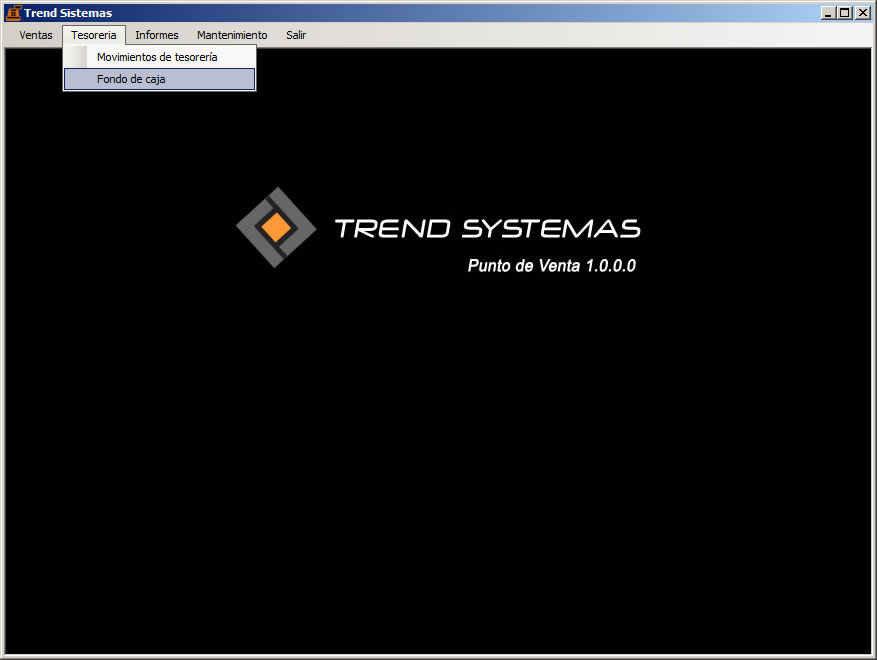 Trend Sistemas
Ventas Tesoreria Informes Mantenimiento Salir
Movimientos de tesorería
Fondo de caja
TREND SYSTEMAS
Punto de Venta 1.0.0.0